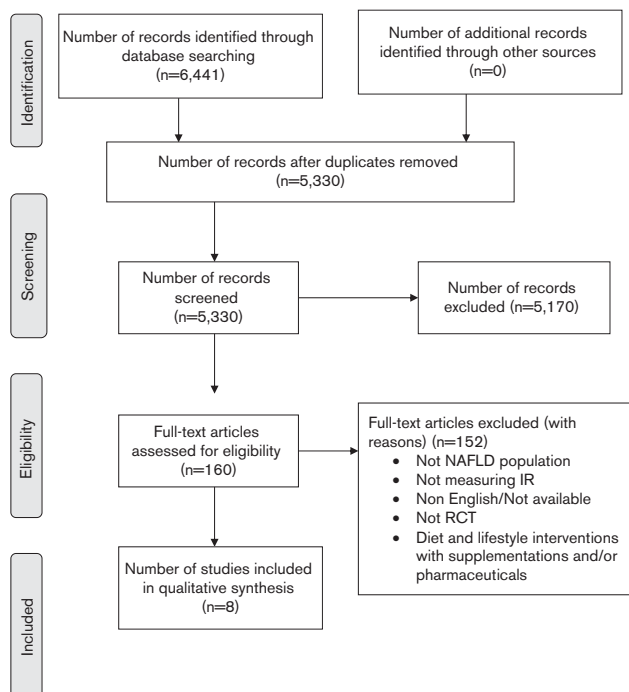 Identification
Number of records identified through
database searching
(n=6,441)
Number of additional records
identified through other sources
(n=0)
Number of records after duplicates removed
(n=5,330)
Screening
Number of records
screened
(n=5,330)
Number of records
excluded (n=5,170)
Eligibility
Full-text articles
assessed for eligibility
(n=160)
Full-text articles excluded (with
reasons) (n=152)
• Not NAFLD population
• Not measuring IR
• Non English/Not available
• Not RCT
• Diet and lifestyle interventions
with supplementations and/or
pharmaceuticals
Included
Number of studies included
in qualitative synthesis
(n=8)